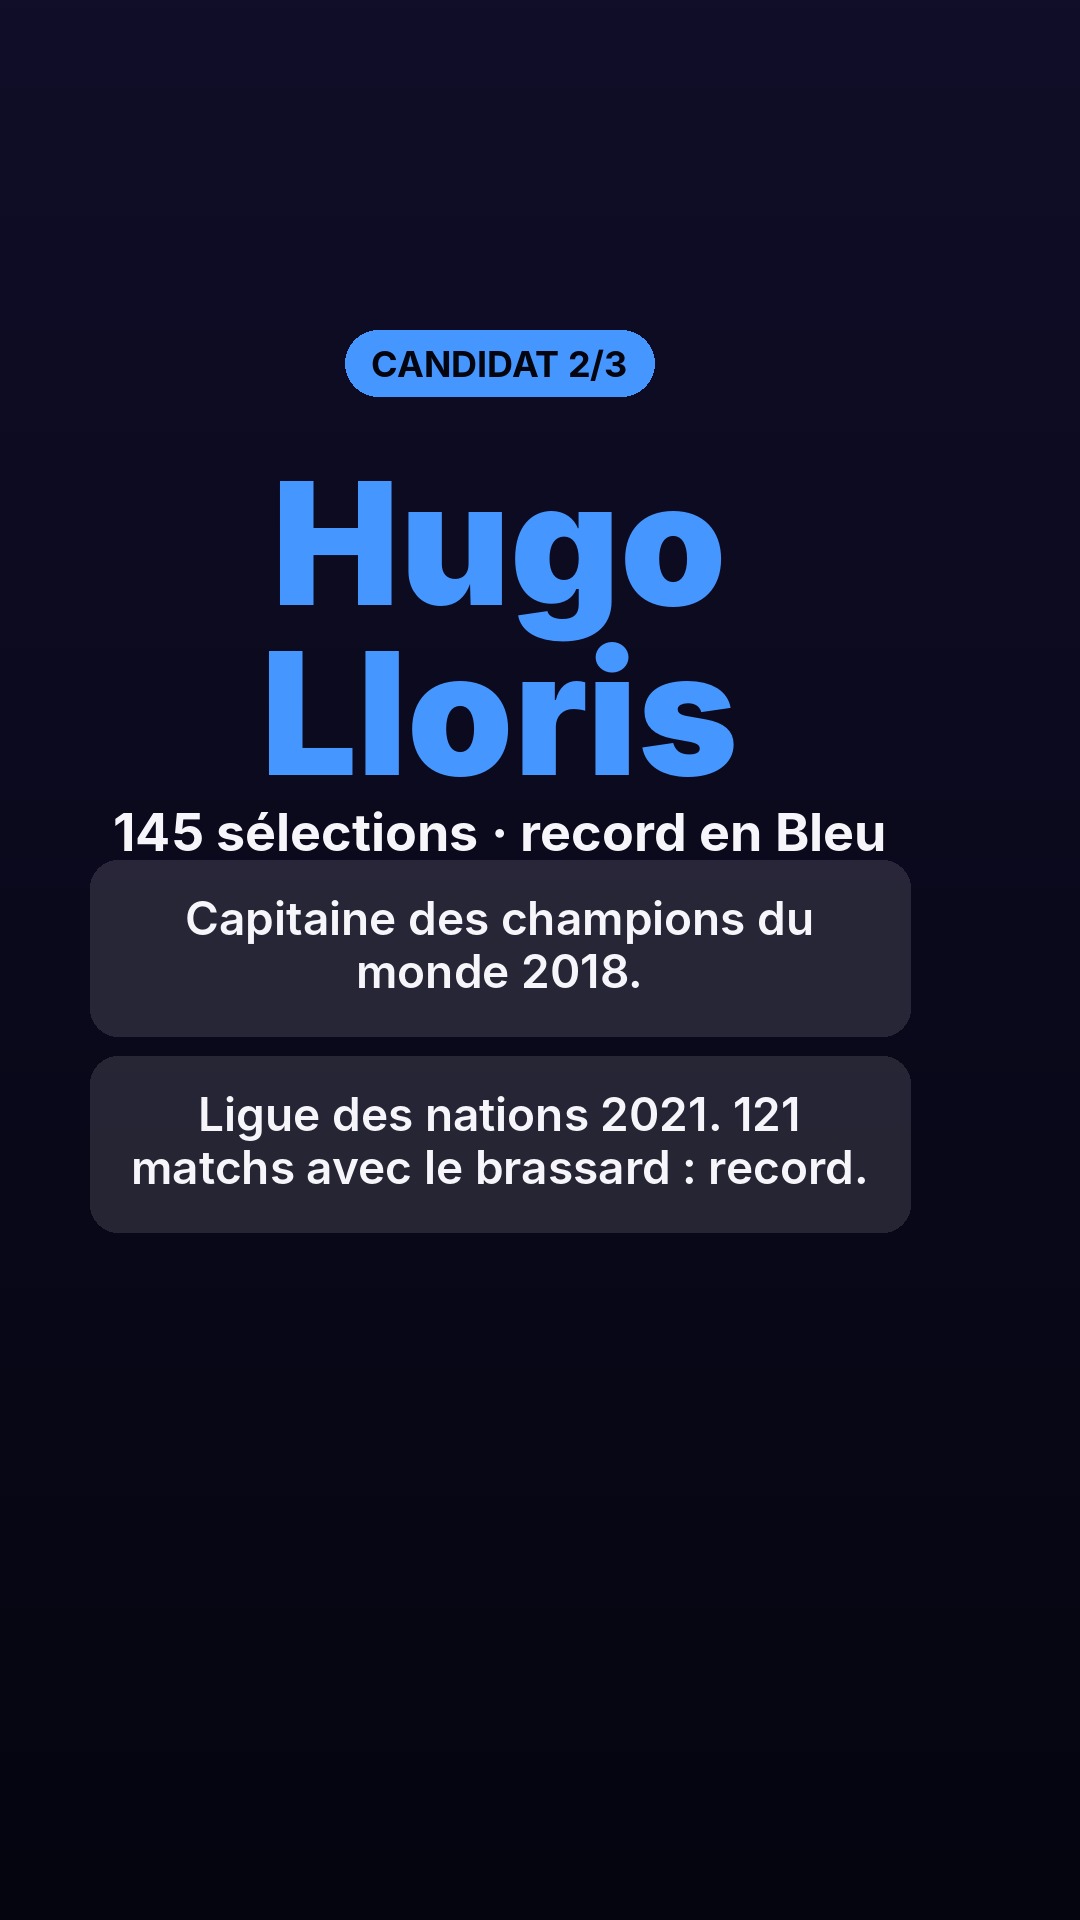 CANDIDAT 2/3
Hugo
Lloris
145 sélections · record en Bleu
Capitaine des champions du
monde 2018.
Ligue des nations 2021. 121
matchs avec le brassard : record.